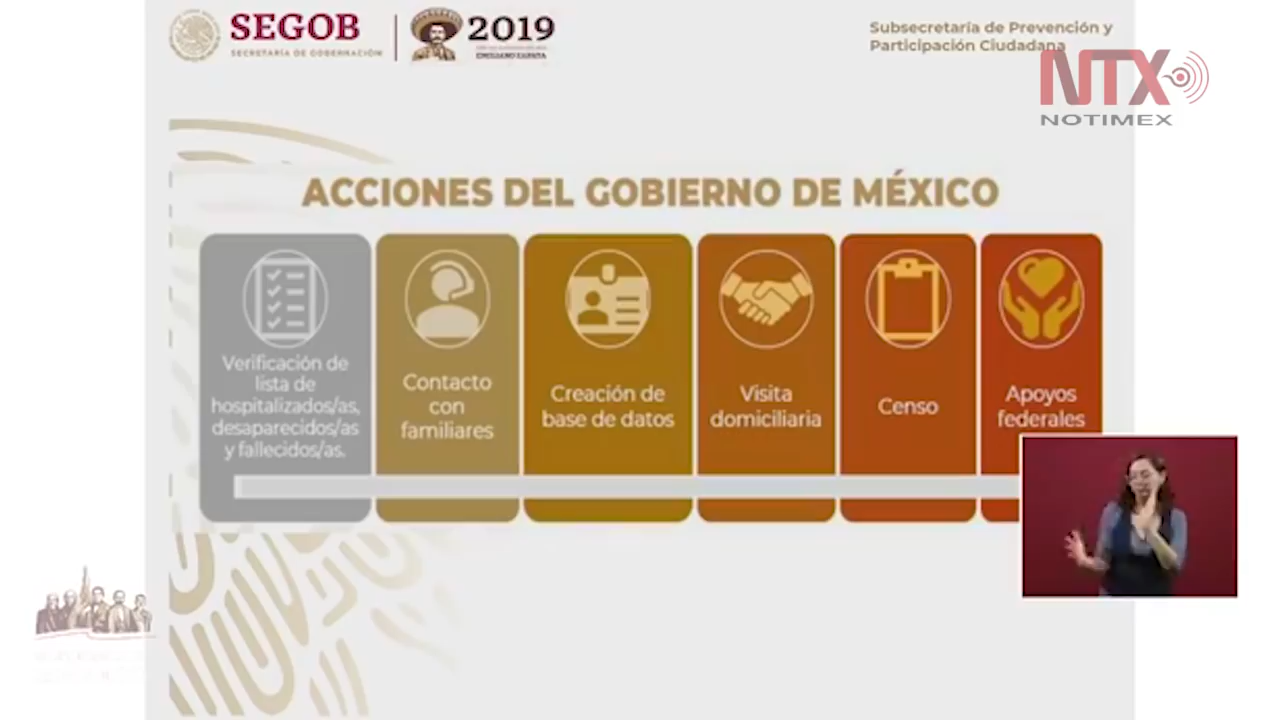 SEGOB
SECRETARÍA DE GOBERNACIÓN
2019
EMILIANO ZAPATA
Subsecretaría de Prevención y
Participación Ciudadana
NTX
NOTIMEX
ACCIONES DEL GOBIERNO DE MÉXICO
Verificación de
lista de
hospitalizados/as,
desaparecidos/as
y fallecidos/as.
Contacto
con
familiares
Creación de
base de datos
Visita
domiciliaria
Censo
Apoyos
federales